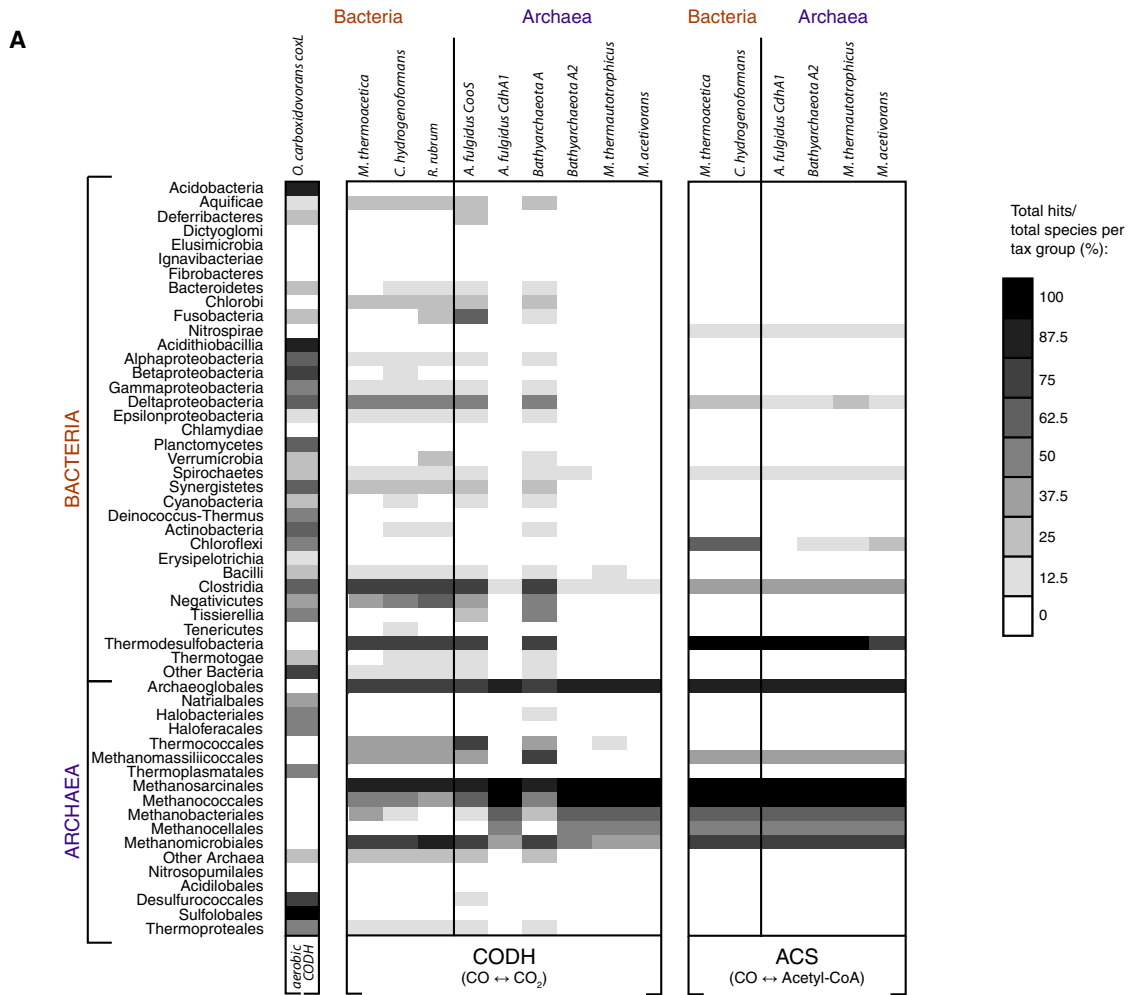 A
Bacteria
Archaea
Bacteria
Archaea
O. carboxidovorans coxL
M. thermoacetica
C. hydrogenoformans
R. rubrum
A. fulgidus CooS
A. fulgidus CdhA1
Bathyarchaeota A
Bathyarchaeota A2
M. thermautotrophicus
M. acetivorans
M. thermoacetica
C. hydrogenoformans
A. fulgidus CdhA1
Bathyarchaeota A2
M. thermautotrophicus
M. acetivorans
BACTERIA
Acidobacteria
Aquificae
Deferribacteres
Dictyoglomi
Elusimicrobia
Ignavibacteriae
Fibrobacteres
Bacteroidetes
Chlorobi
Fusobacteria
Nitrospirae
Acidithiobacillia
Alphaproteobacteria
Betaproteobacteria
Gammaproteobacteria
Deltaproteobacteria
Epsilonproteobacteria
Chlamydiae
Planctomycetes
Verrumicrobia
Spirochaetes
Synergistetes
Cyanobacteria
Deinococcus-Thermus
Actinobacteria
Chloroflexi
Erysipelotrichia
Bacilli
Clostridia
Negativicutes
Tissierellia
Tenericutes
Thermodesulfobacteria
Thermotogae
Other Bacteria
ARCHAEA
Archaeoglobales
Natrialbales
Halobacteriales
Haloferacales
Thermococcales
Methanomassiliicoccales
Thermoplasmatales
Methanosarcinales
Methanococcales
Methanobacteriales
Methanocellales
Methanomicrobiales
Other Archaea
Nitrosopumilales
Acidilobales
Desulfurococcales
Sulfolobales
Thermoproteales
aerobic
CODH
CODH
(CO ↔ CO₂)
ACS
(CO ↔ Acetyl-CoA)
Total hits/
total species per
tax group (%):
100
87.5
75
62.5
50
37.5
25
12.5
0